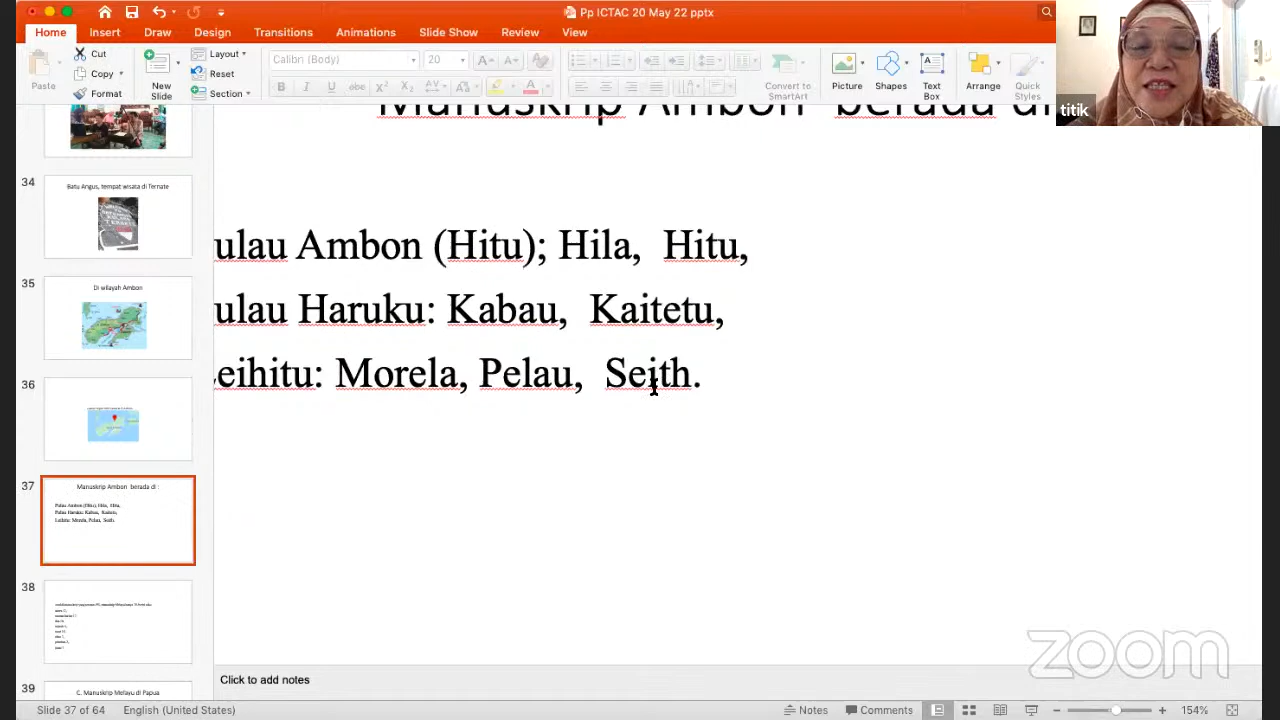 Pp ICTAC 20 May 22 pptx
Home Insert Draw Design Transitions Animations Slide Show Review View
Paste Cut Copy Format New Slide Layout Reset Section
Calibri (Body) 20
Convert to SmartArt Picture Shapes Text Box Arrange Quick Styles
titik
34
Batu Angus, tempat wisata di Ternate
35
Di wilayah Ambon
36
37
Manuskrip Ambon berada di :
Pulau Ambon (Hitu); Hila, Hitu,
Pulau Haruku: Kabau, Kaitetu,
Leihitu: Morela, Pelau, Seith.
38
39
C. Manuskrip Melayu di Papua
Manuskrip Ambon berada di
ulau Ambon (Hitu); Hila, Hitu,
ulau Haruku: Kabau, Kaitetu,
eihitu: Morela, Pelau, Seith.
zoom
Click to add notes
Slide 37 of 64 English (United States) Notes Comments 154%